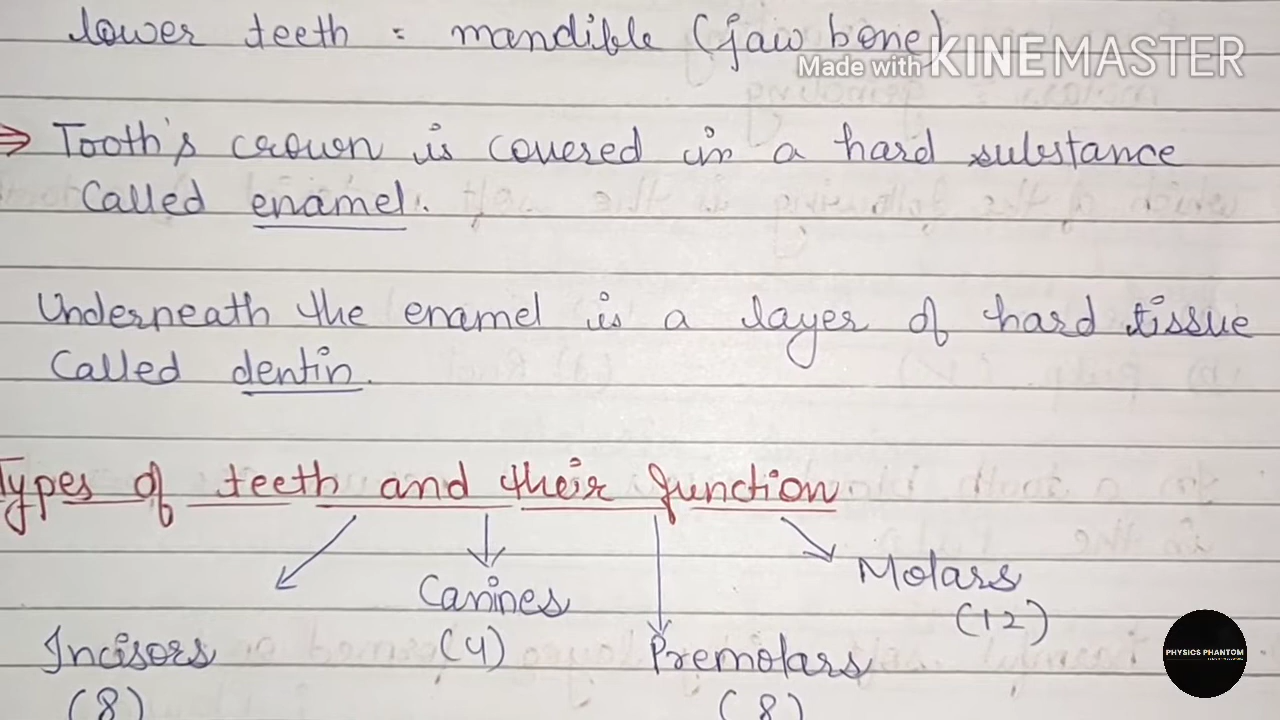 lower teeth = mandible (jaw bone)
Made with KINEMASTER
⇒ Tooth's crown is covered in a hard substance
called enamel.
Underneath the enamel is a layer of hard tissue
called dentin.
Types of teeth and their function
Canines
(4)
Molars
(12)
Incisors
(8)
Premolars
(8)
PHYSICS PHANTOM